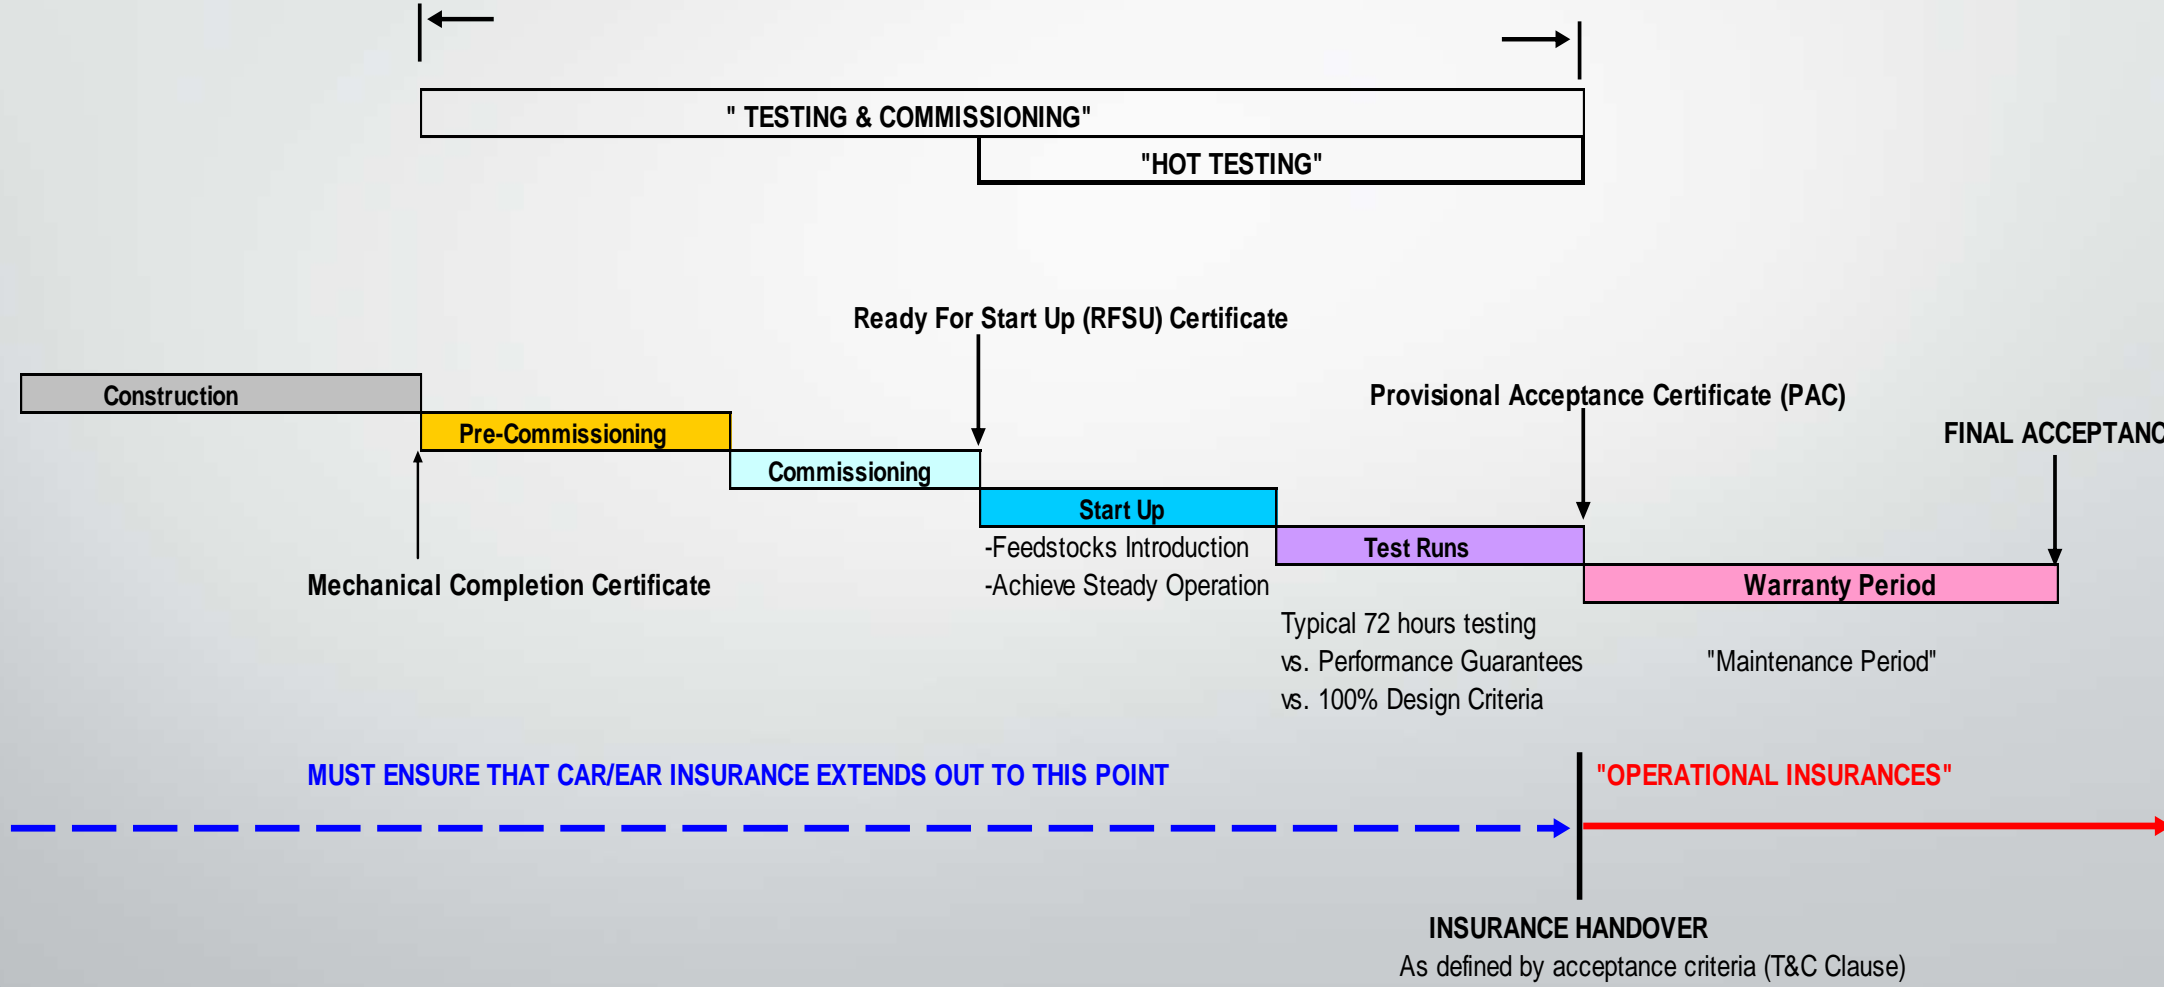 " TESTING & COMMISSIONING"
"HOT TESTING"
Ready For Start Up (RFSU) Certificate
Construction
Provisional Acceptance Certificate (PAC)
Pre-Commissioning
FINAL ACCEPTANC
Commissioning
Start Up
-Feedstocks Introduction
Test Runs
Mechanical Completion Certificate
-Achieve Steady Operation
Warranty Period
Typical 72 hours testing
vs. Performance Guarantees
"Maintenance Period"
vs. 100% Design Criteria
MUST ENSURE THAT CAR/EAR INSURANCE EXTENDS OUT TO THIS POINT
"OPERATIONAL INSURANCES"
INSURANCE HANDOVER
As defined by acceptance criteria (T&C Clause)